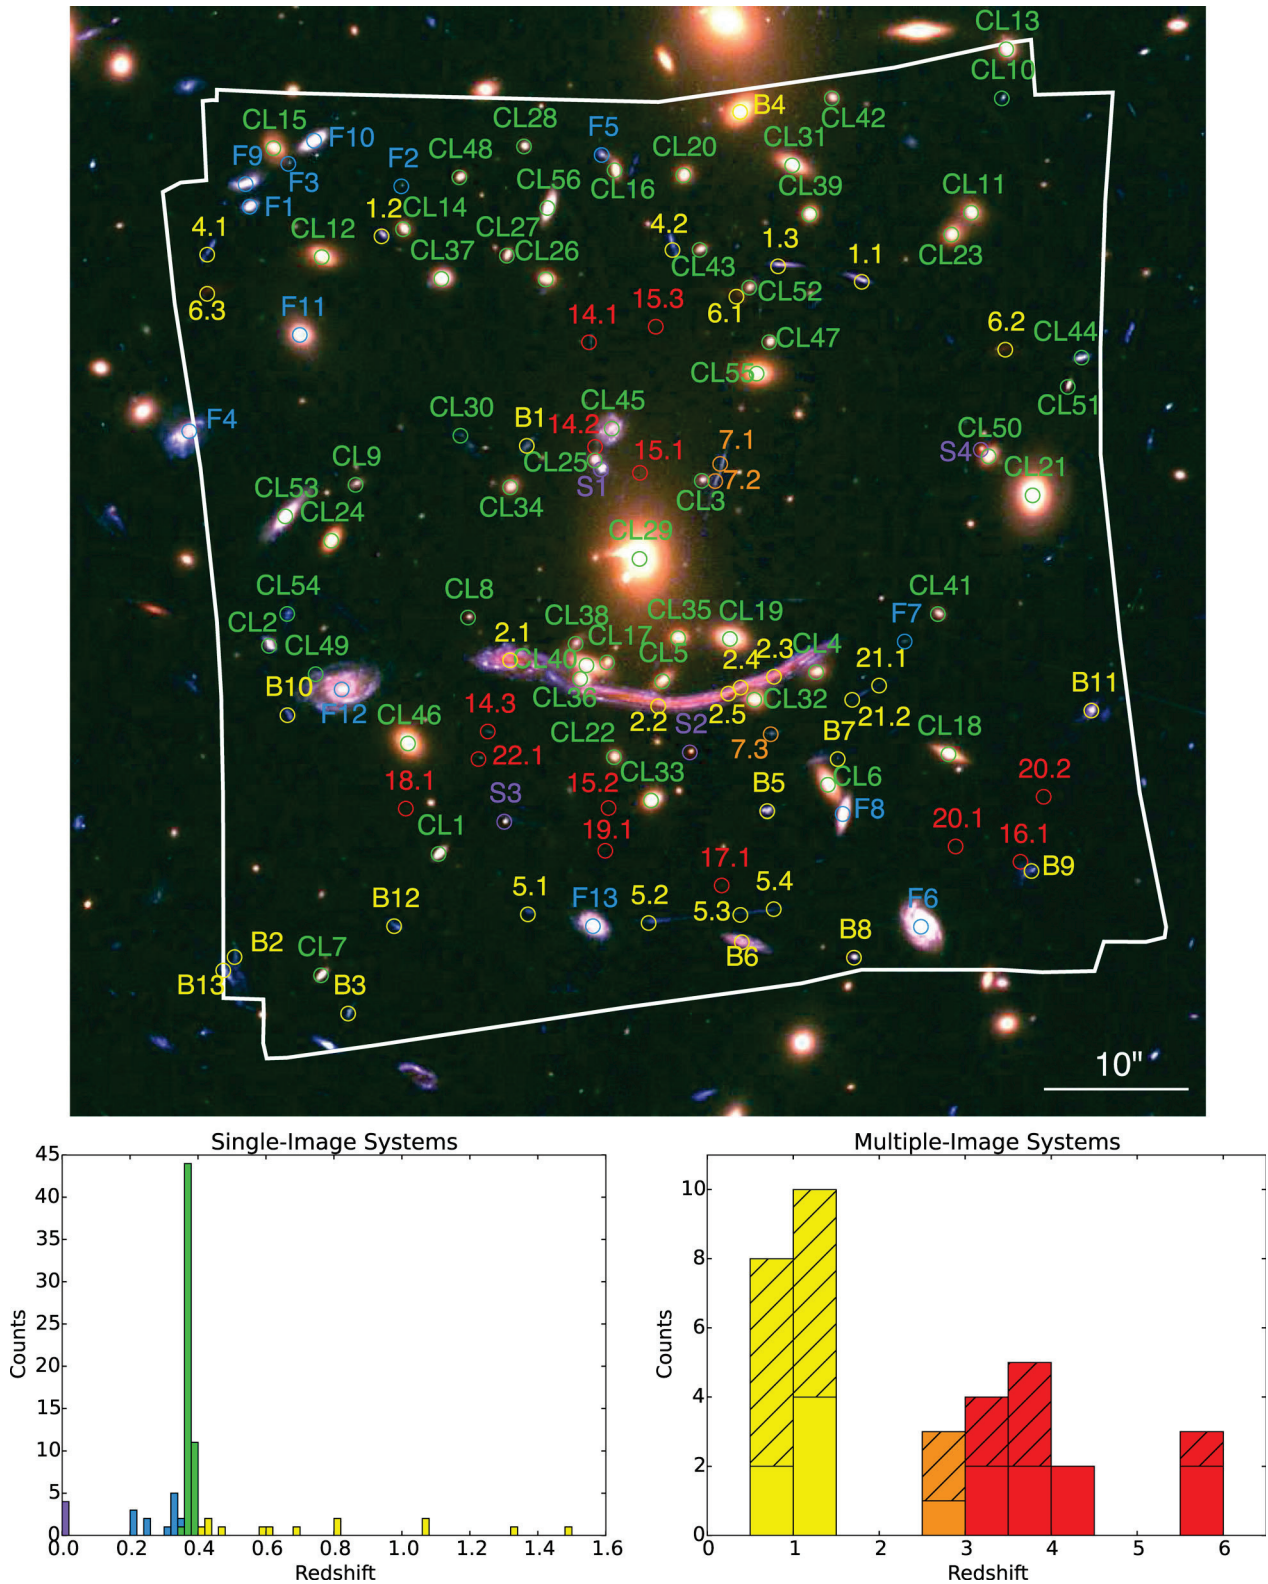 CL13
CL10
B4
CL42
CL15
F10
CL28
F5
CL31
F9
F3
F2
CL48
CL20
CL56
CL16
CL39
CL11
F1
1.2
CL14
4.1
CL12
CL37
CL27
CL26
4.2
CL43
1.3
1.1
CL23
6.3
6.1
CL52
F11
14.1
15.3
CL47
6.2
CL44
CL55
CL51
F4
CL30
B1
CL45
14.2
CL25
S1
15.1
7.1
7.2
CL3
S4
CL50
CL21
CL9
CL53
CL24
CL34
CL29
CL54
CL8
CL38
CL35
CL19
CL41
F7
CL2
CL49
2.1
CL40
CL17
CL5
2.4
2.3
CL4
21.1
B10
F12
CL36
2.2
2.5
CL32
21.2
B11
CL46
14.3
22.1
CL22
S2
7.3
B7
CL18
18.1
S3
15.2
CL33
B5
CL6
F8
20.2
CL1
19.1
17.1
20.1
16.1
B9
B12
5.1
F13
5.2
5.3
5.4
F6
B2
B13
CL7
B3
B6
B8
10"
Single-Image Systems
45
40
35
30
25
20
15
10
5
0
Counts
0.0 0.2 0.4 0.6 0.8 1.0 1.2 1.4 1.6
Redshift
Multiple-Image Systems
10
8
6
4
2
0
Counts
0 1 2 3 4 5 6
Redshift